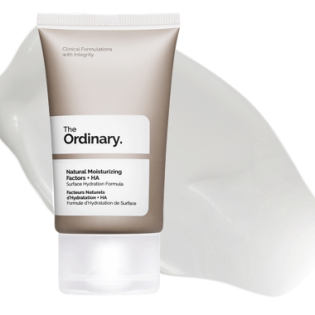 Clinical Formulations
with Integrity.
The
Ordinary.
Natural Moisturizing
Factors + HA
Surface Hydration Formula
Facteurs Naturels
d'Hydratation + HA
Formule d'Hydratation de Surface